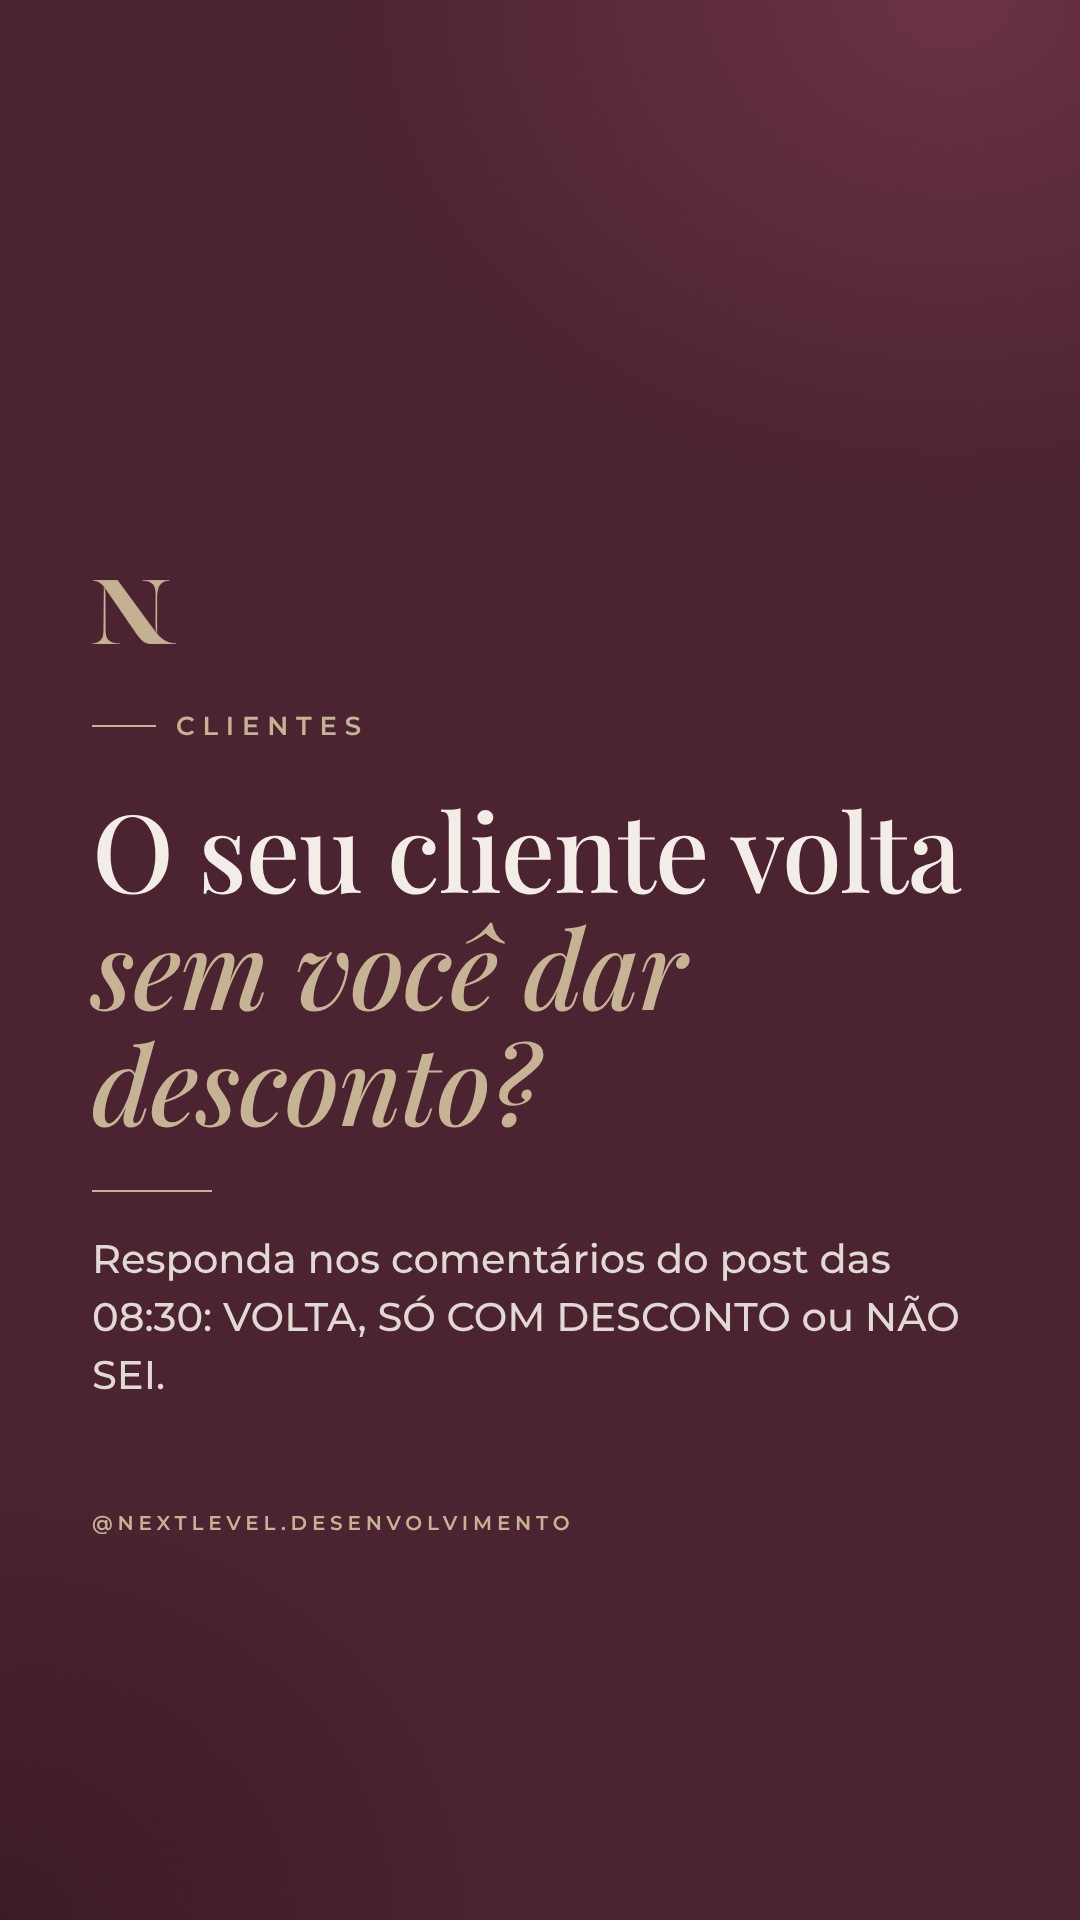 N
CLIENTES
O seu cliente volta
sem você dar
desconto?
Responda nos comentários do post das
08:30: VOLTA, SÓ COM DESCONTO ou NÃO
SEI.
@NEXTLEVEL.DESENVOLVIMENTO